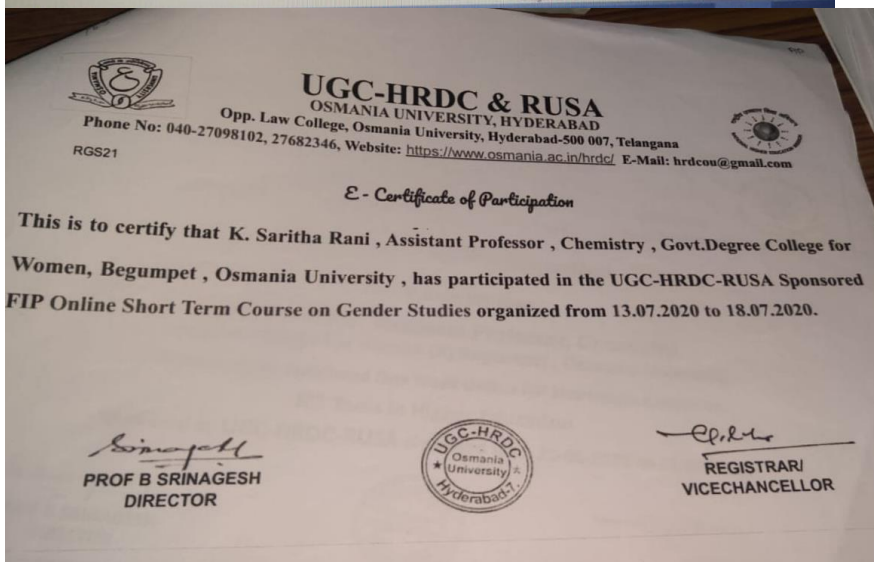 UGC-HRDC & RUSA
OSMANIA UNIVERSITY, HYDERABAD
Opp. Law College, Osmania University, Hyderabad-500 007, Telangana
Phone No: 040-27098102, 27682346, Website: https://www.osmania.ac.in/hrdc/ E-Mail: hrdcou@gmail.com
RGS21
E - Certificate of Participation
This is to certify that K. Saritha Rani , Assistant Professor , Chemistry , Govt.Degree College for
Women, Begumpet , Osmania University , has participated in the UGC-HRDC-RUSA Sponsored
FIP Online Short Term Course on Gender Studies organized from 13.07.2020 to 18.07.2020.
PROF B SRINAGESH
DIRECTOR
UGC-HRDC
Osmania
University
Hyderabad-7.
REGISTRAR/
VICECHANCELLOR